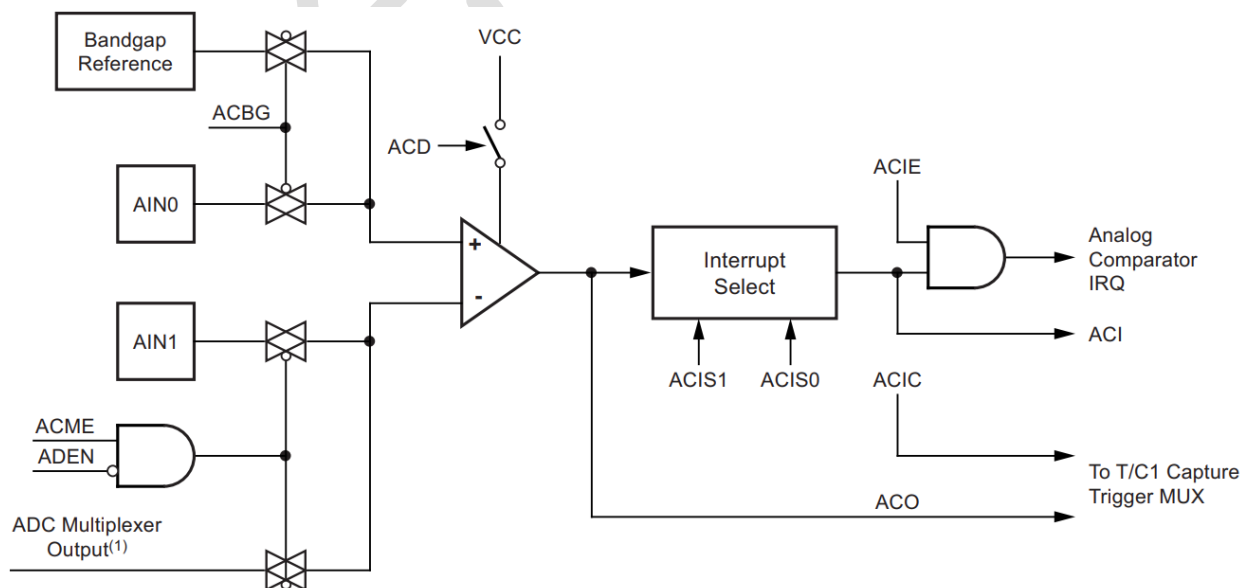 Bandgap
Reference
VCC
ACBG
ACD
AIN0
ACIE
+
Interrupt
Select
Analog
Comparator
IRQ
-
AIN1
ACI
ACIS1
ACIS0
ACIC
ACME
ADEN
To T/C1 Capture
Trigger MUX
ACO
ADC Multiplexer
Output(1)